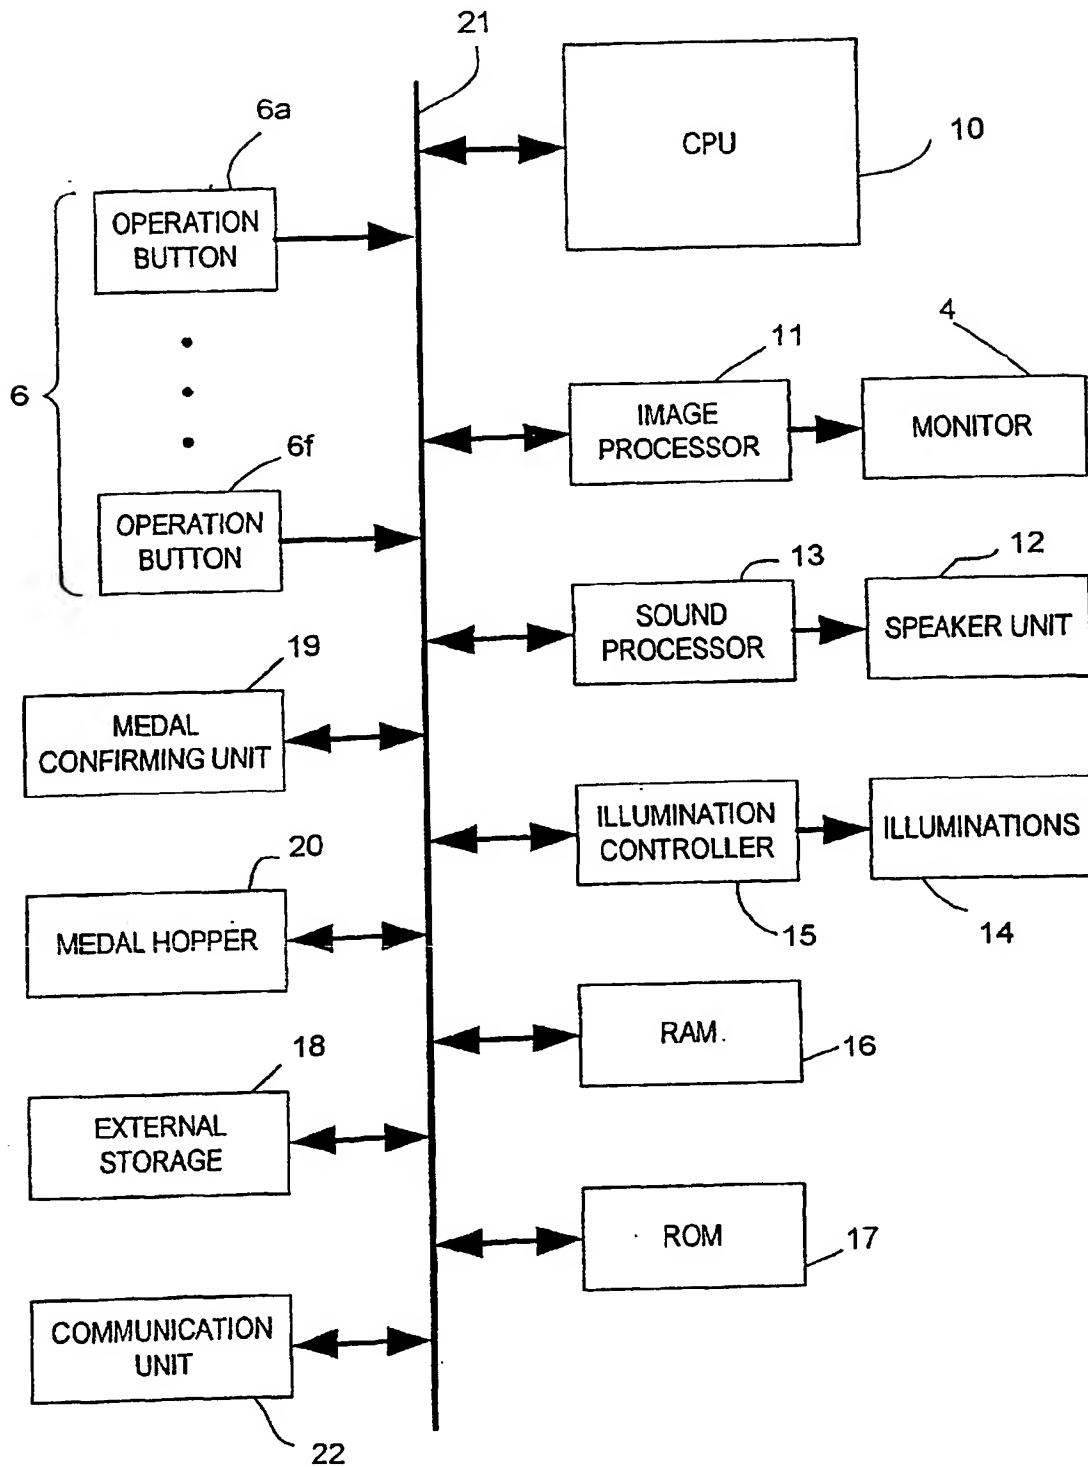 21
6a
CPU
10
OPERATION
BUTTON
6
4
11
IMAGE
PROCESSOR
MONITOR
6f
OPERATION
BUTTON
13
12
SOUND
PROCESSOR
SPEAKER UNIT
19
MEDAL
CONFIRMING UNIT
ILLUMINATION
CONTROLLER
ILLUMINATIONS
20
15
14
MEDAL HOPPER
RAM
16
18
EXTERNAL
STORAGE
ROM
17
COMMUNICATION
UNIT
22